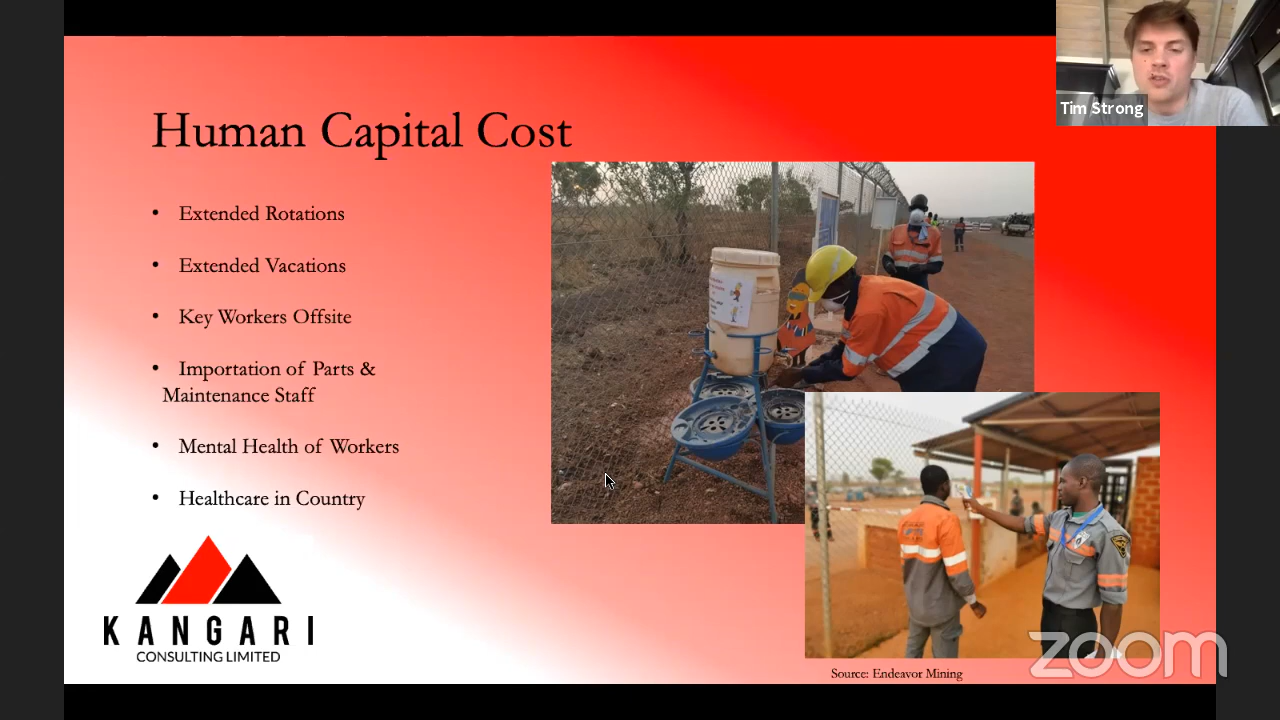 Tim Strong
Human Capital Cost
• Extended Rotations
• Extended Vacations
• Key Workers Offsite
• Importation of Parts &
Maintenance Staff
• Mental Health of Workers
• Healthcare in Country
KANGARI
CONSULTING LIMITED
Source: Endeavor Mining
zoom